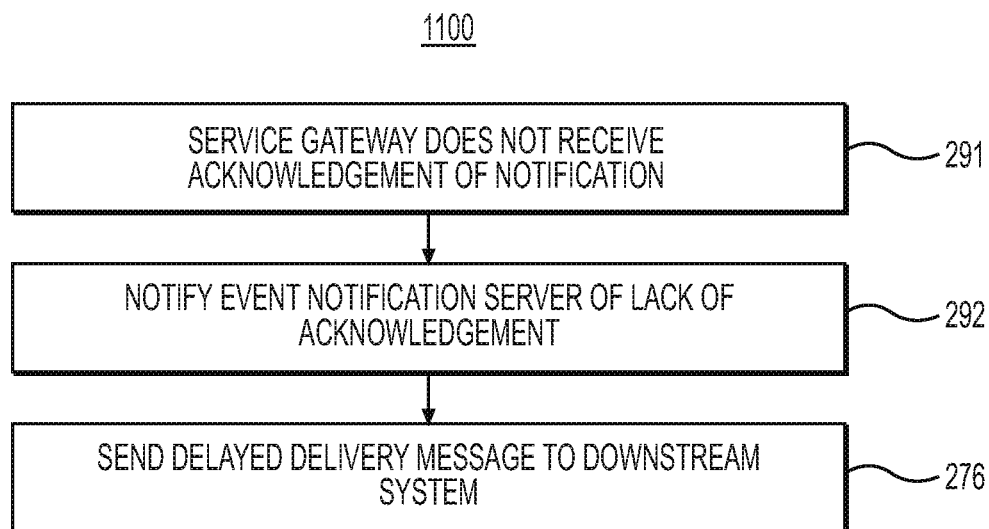 1100
SERVICE GATEWAY DOES NOT RECEIVE
ACKNOWLEDGEMENT OF NOTIFICATION
291
NOTIFY EVENT NOTIFICATION SERVER OF LACK OF
ACKNOWLEDGEMENT
292
SEND DELAYED DELIVERY MESSAGE TO DOWNSTREAM
SYSTEM
276